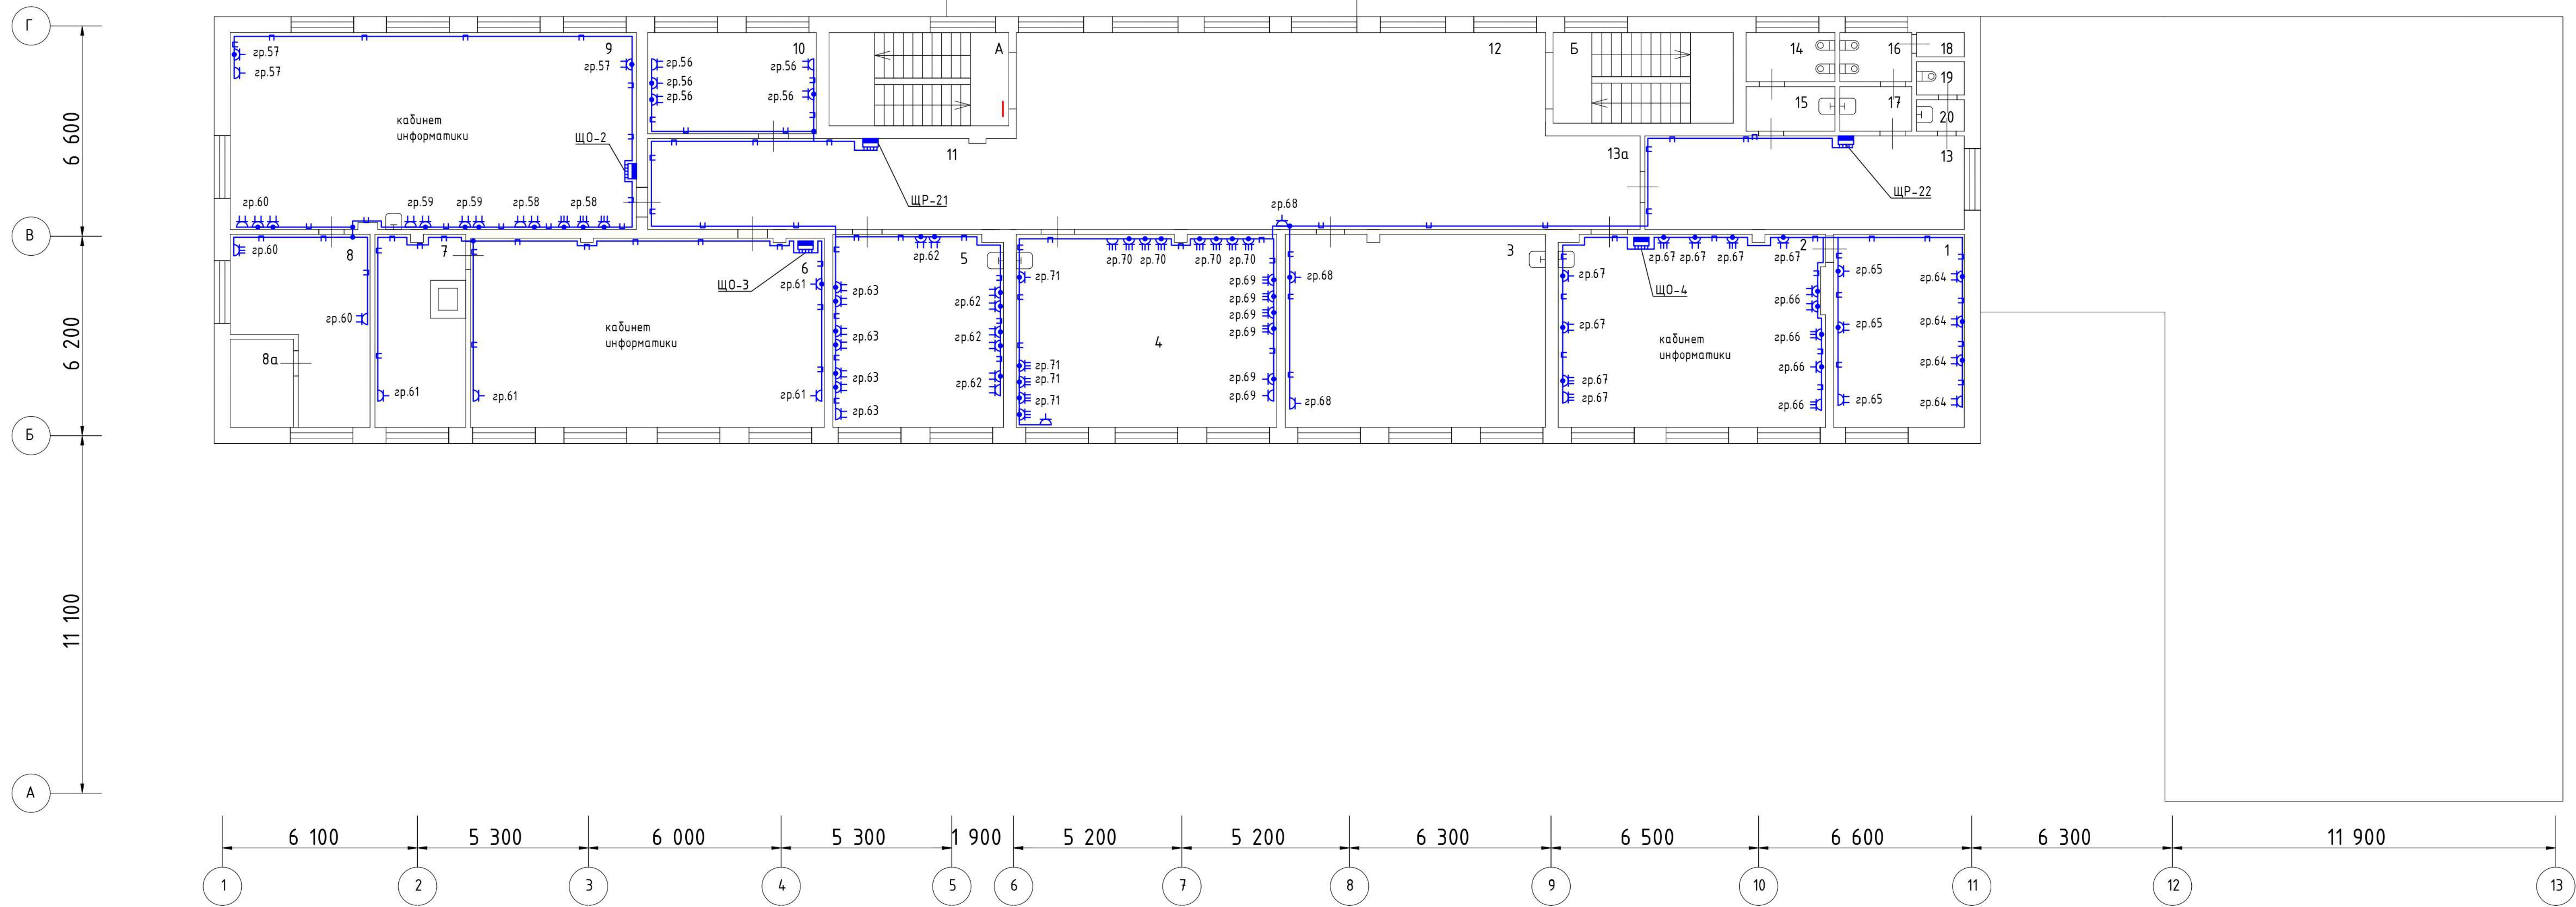 Г
9
10
А
12
Б
14
16
18
гр.57
гр.57
гр.57
гр.56
гр.56
гр.56
гр.56
гр.56
19
15
17
20
кабинет
информатики
ЩО-2
6 600
11
13а
13
ЩР-21
ЩР-22
гр.60
гр.59
гр.59
гр.58
гр.58
гр.68
В
гр.60
8
7
6
ЩО-3
гр.61
гр.62
5
гр.71
гр.70
гр.70
гр.70
гр.70
гр.68
3
гр.67
гр.67
гр.67
гр.67
гр.67
2
1
гр.65
гр.64
гр.63
гр.62
гр.69
гр.69
гр.69
гр.69
ЩО-4
гр.66
гр.60
кабинет
информатики
гр.63
гр.62
4
гр.67
кабинет
информатики
гр.66
гр.65
гр.64
6 200
8а
гр.63
гр.62
гр.71
гр.71
гр.69
гр.67
гр.66
гр.64
гр.61
гр.61
гр.61
гр.63
гр.71
гр.69
гр.68
гр.67
гр.66
гр.65
гр.64
Б
11 100
А
6 100
5 300
6 000
5 300
1 900
5 200
5 200
6 300
6 500
6 600
6 300
11 900
1
2
3
4
5
6
7
8
9
10
11
12
13